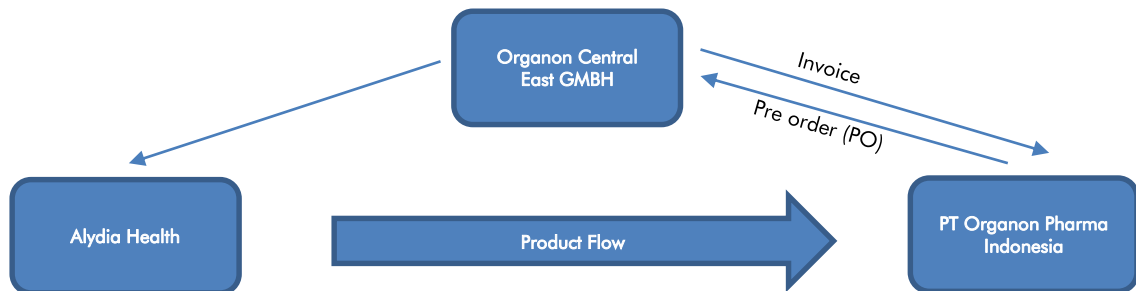 Organon Central
East GMBH
Invoice
Pre order (PO)
Alydia Health
Product Flow
PT Organon Pharma
Indonesia